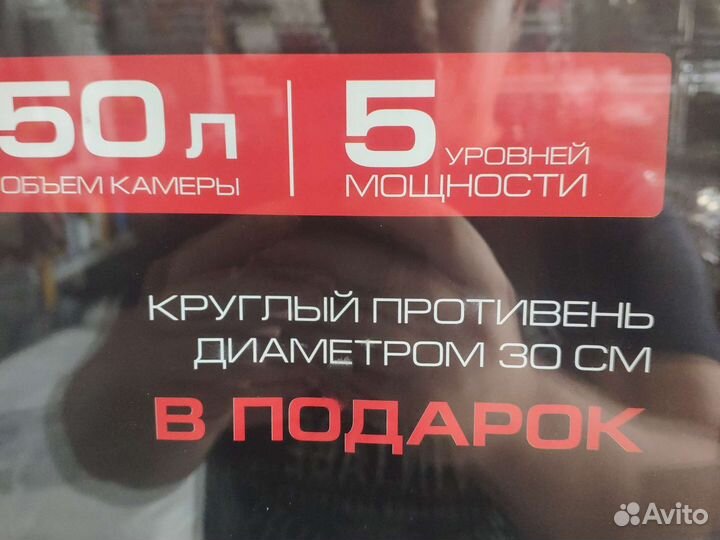 50 л
ОБЪЕМ КАМЕРЫ
5 УРОВНЕЙ
МОЩНОСТИ
КРУГЛЫЙ ПРОТИВЕНЬ
ДИАМЕТРОМ 30 СМ
В ПОДАРОК
Avito